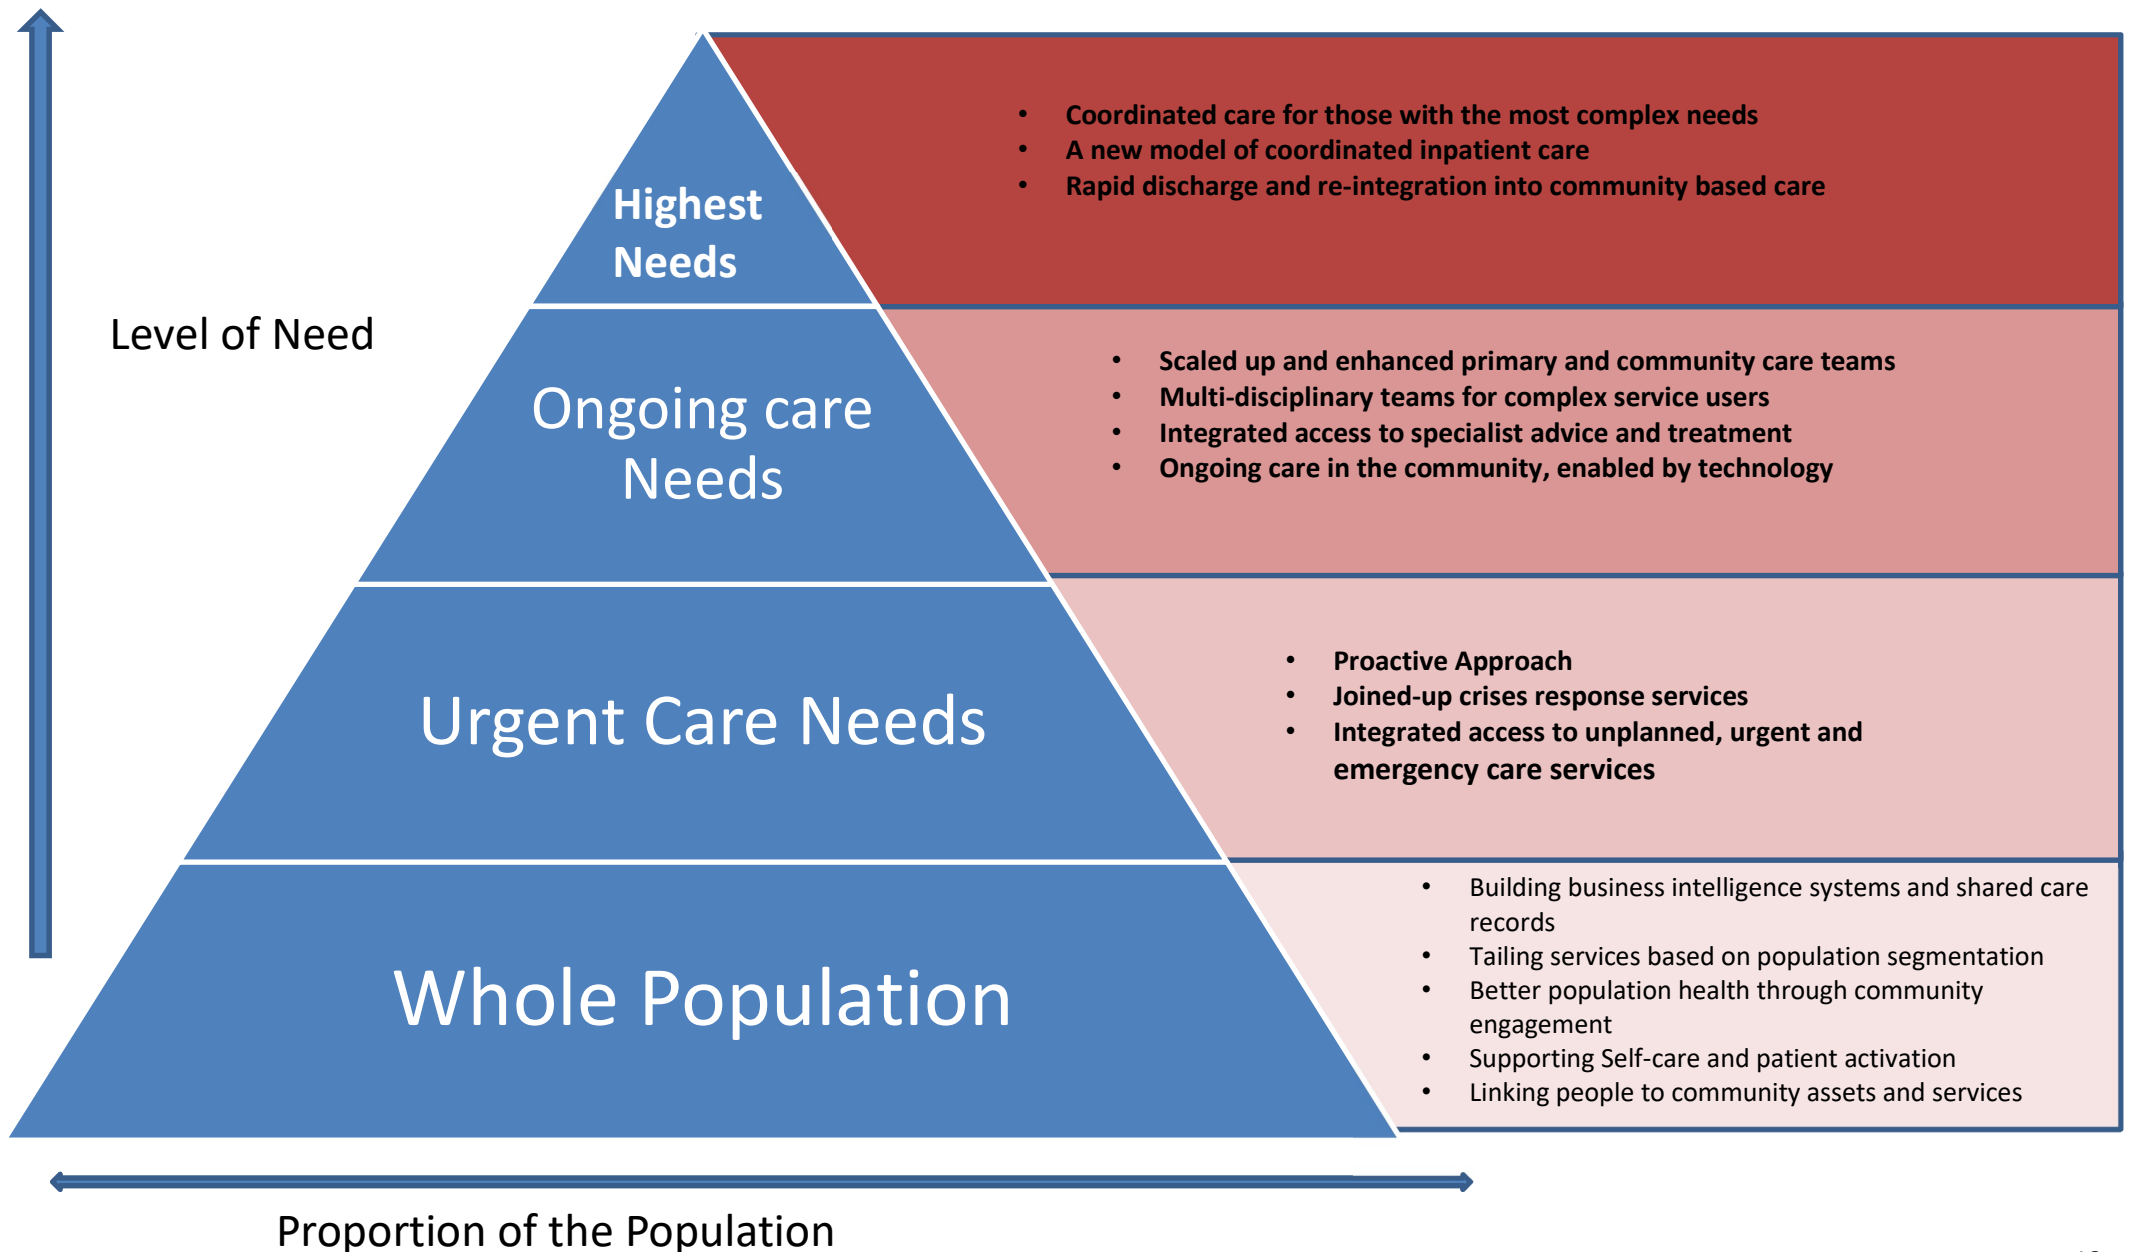 • Coordinated care for those with the most complex needs
• A new model of coordinated inpatient care
• Rapid discharge and re-integration into community based care
Highest
Needs
Level of Need
• Scaled up and enhanced primary and community care teams
• Multi-disciplinary teams for complex service users
• Integrated access to specialist advice and treatment
• Ongoing care in the community, enabled by technology
Ongoing care
Needs
• Proactive Approach
• Joined-up crises response services
• Integrated access to unplanned, urgent and
emergency care services
Urgent Care Needs
• Building business intelligence systems and shared care
records
• Tailing services based on population segmentation
• Better population health through community
engagement
• Supporting Self-care and patient activation
• Linking people to community assets and services
Whole Population
Proportion of the Population